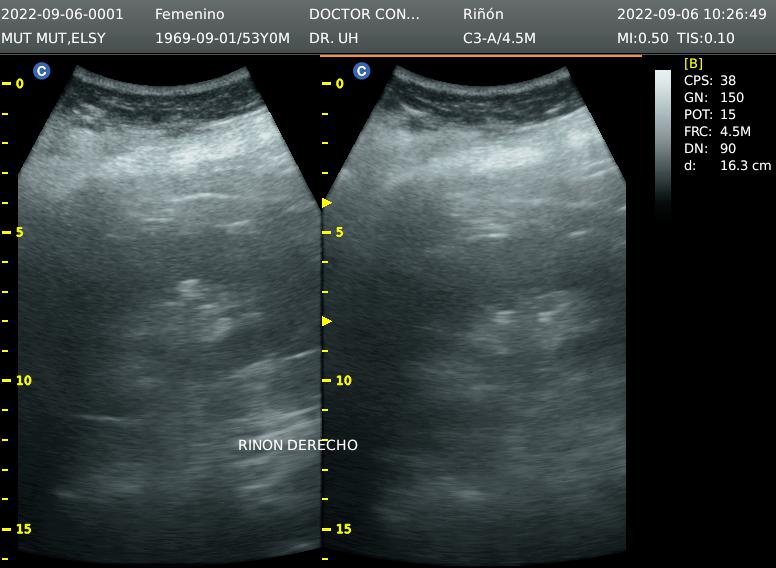 2022-09-06-0001 Femenino DOCTOR CON... Riñón 2022-09-06 10:26:49
MUT MUT,ELSY 1969-09-01/53Y0M DR. UH C3-A/4.5M MI:0.50 TIS:0.10
C
C
[B]
CPS: 38
GN: 150
POT: 15
FRC: 4.5M
DN: 90
d: 16.3 cm
0
5
10
15
0
5
10
15
RINON DERECHO